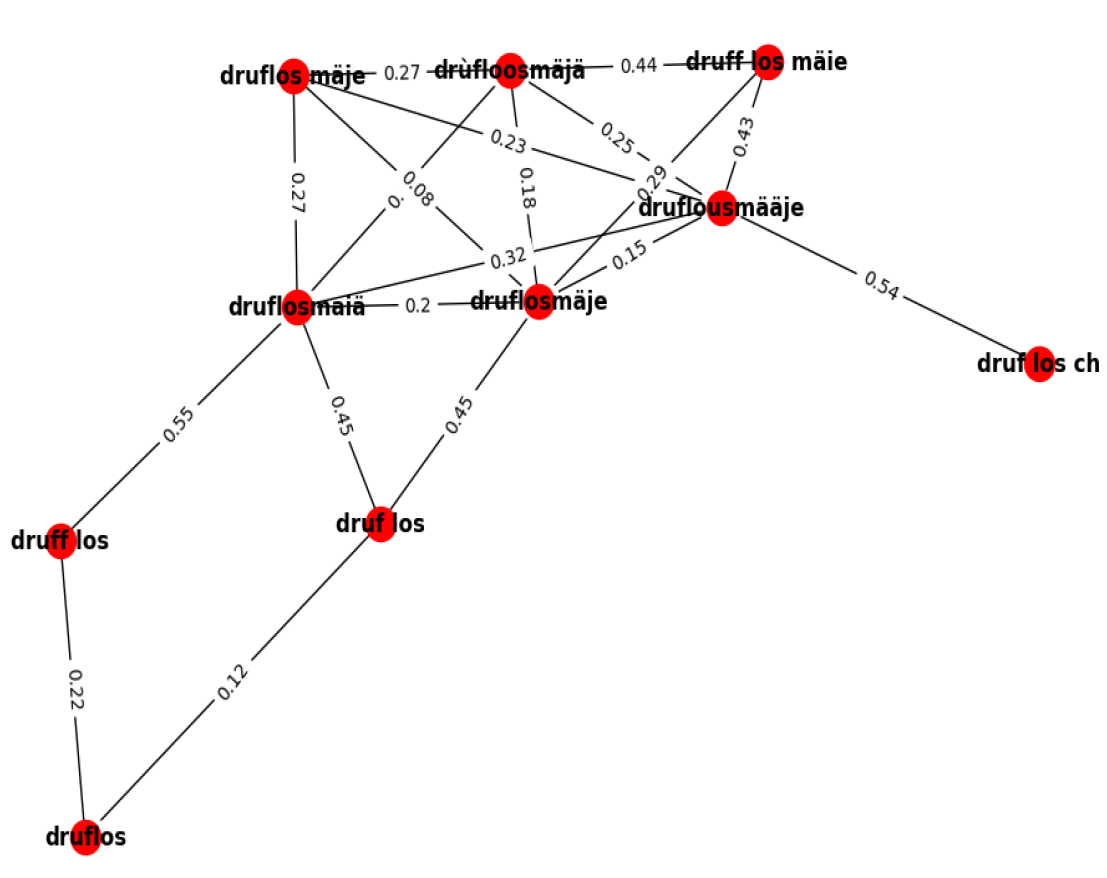 druff los mäie
drùfloosmäjä
0.44
druflos mäje
0.27
0.43
0.25
0.23
0.29
0.08
0.18
0.27
druflousmääje
0.32
0.15
0.54
druflosmäje
0.2
druflosmaiä
druf los ch
0.45
0.45
0.55
druf los
druff los
0.12
0.22
druflos